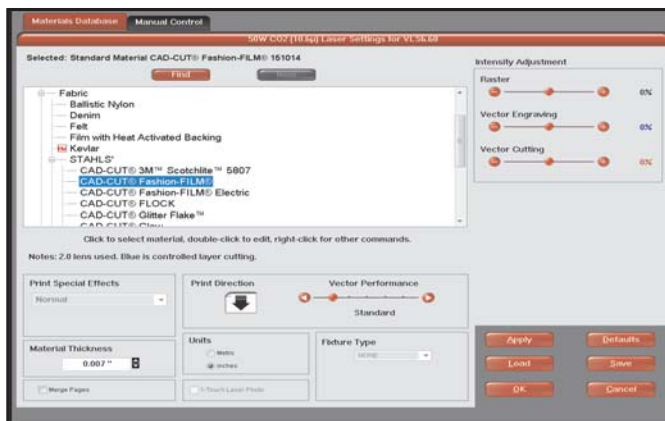 Materials Database
Manual Control
50W CO2 (10.6µ) Laser Settings for VLS6.60
Selected: Standard Material CAD-CUT® Fashion-FILM® 161014
Find
Intensity Adjustment
Raster
0%
Vector Engraving
0%
Vector Cutting
0%
Fabric
Ballistic Nylon
Denim
Felt
Film with Heat Activated Backing
Kevlar
STAHLS'
CAD-CUT® 3M™ Scotchlite™ 5807
CAD-CUT® Fashion-FILM®
CAD-CUT® Fashion-FILM® Electric
CAD-CUT® FLOCK
CAD-CUT® Glitter Flake™
Click to select material, double-click to edit, right-click for other commands.
Notes: 2.0 lens used. Blue is controlled layer cutting.
Print Special Effects
Normal
Print Direction
Vector Performance
Standard
Material Thickness
0.007 "
Units
Metric
Inches
Fixture Type
NONE
Merge Pages
1-Touch Laser Photo
Apply
Defaults
Load
Save
OK
Cancel